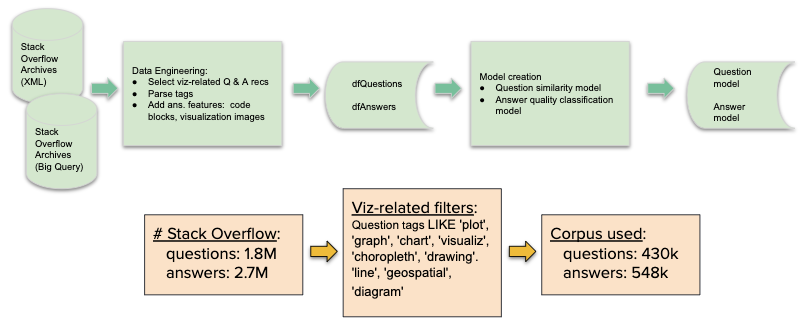 Stack
Overflow
Archives
(XML)
Stack
Overflow
Archives
(Big Query)
Data Engineering:
● Select viz-related Q & A recs
● Parse tags
● Add ans. features: code
blocks, visualization images
dfQuestions
dfAnswers
Model creation
● Question similarity model
● Answer quality classification
model
Question
model
Answer
model
# Stack Overflow:
questions: 1.8M
answers: 2.7M
Viz-related filters:
Question tags LIKE 'plot',
'graph', 'chart', 'visualiz',
'choropleth', 'drawing'.
'line', 'geospatial',
'diagram'
Corpus used:
questions: 430k
answers: 548k